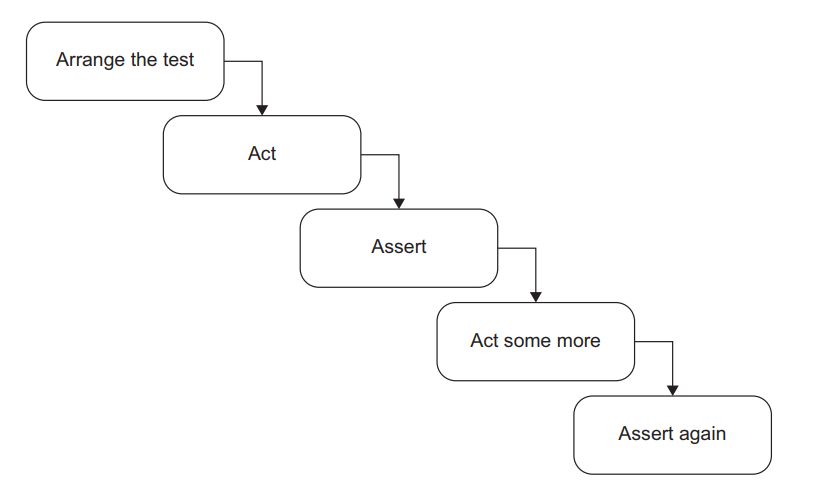 Arrange the test
Act
Assert
Act some more
Assert again